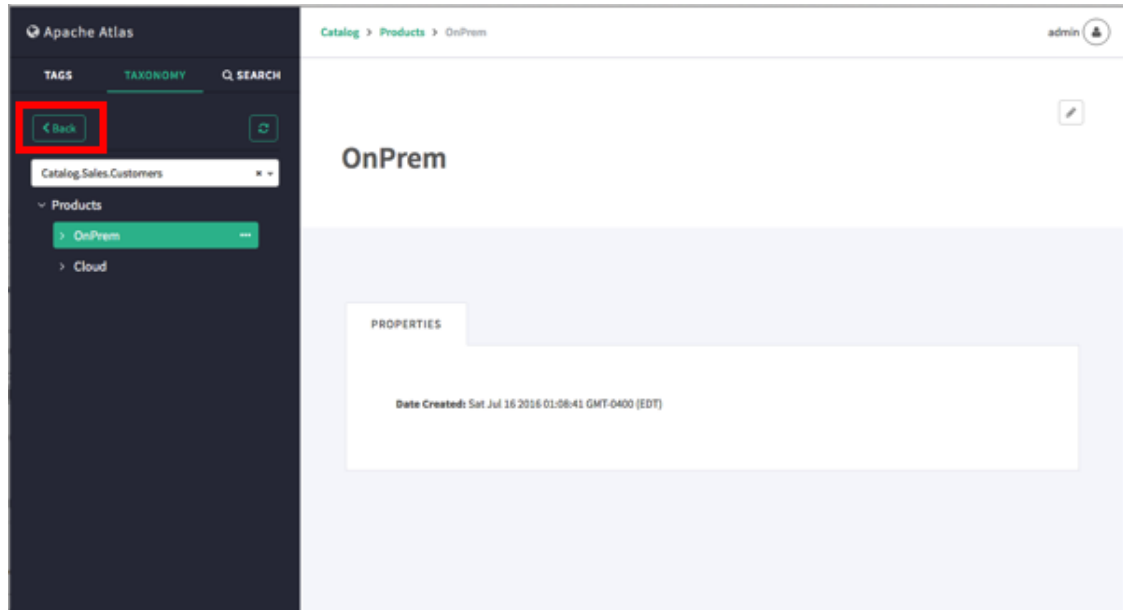 Apache Atlas
Catalog > Products > OnPrem
admin
TAGS
TAXONOMY
SEARCH
Back
Catalog.Sales.Customers
Products
OnPrem
Cloud
OnPrem
PROPERTIES
Date Created: Sat Jul 16 2016 01:08:41 GMT-0400 (EDT)